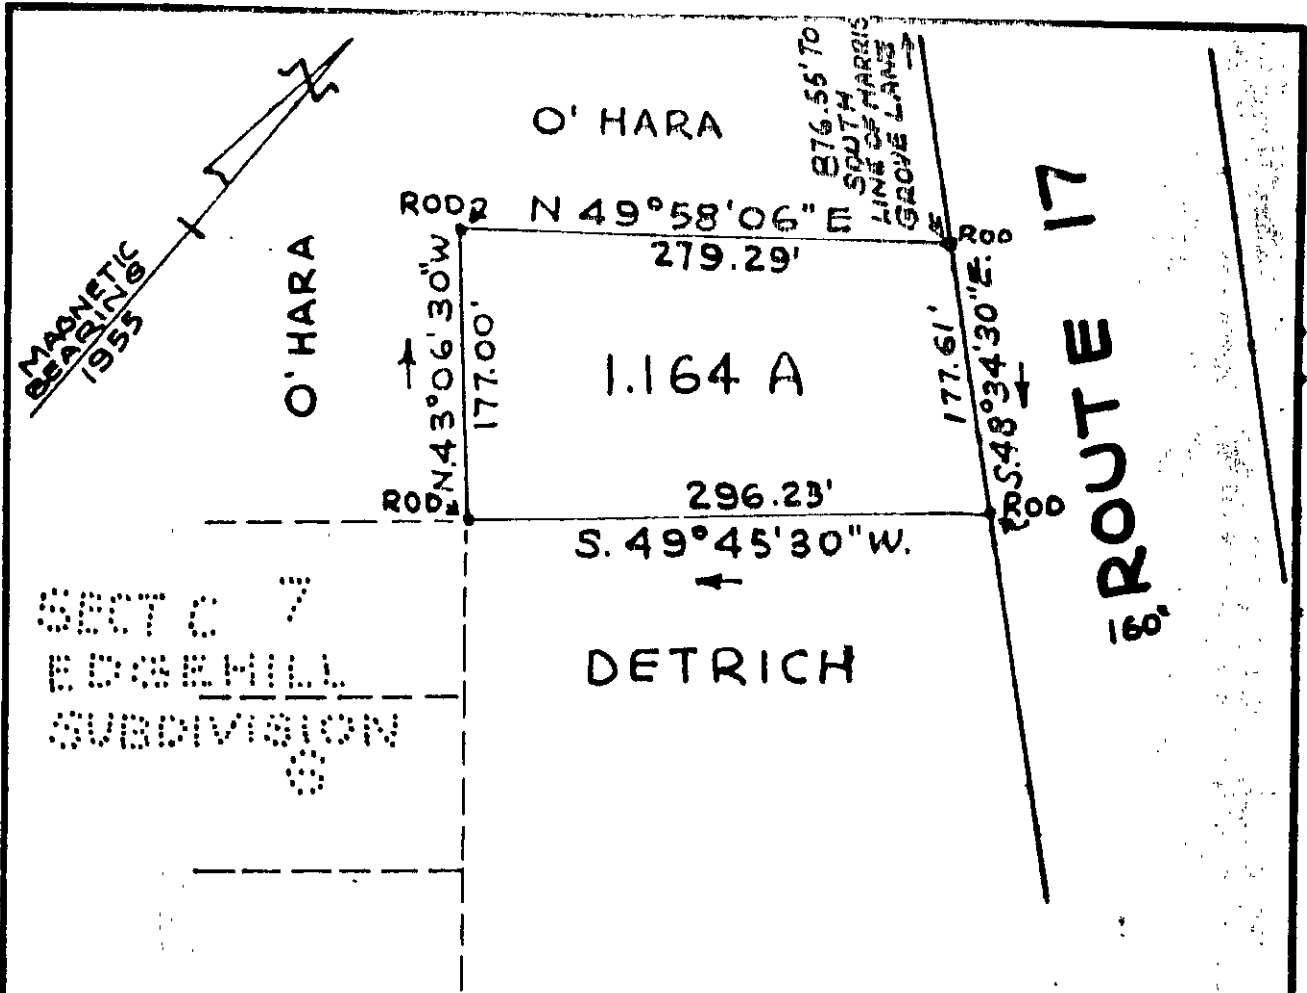 O' HARA
876.55' TO
SOUTH
LINE OF HARRIS
GROVE LANE
ROD
N 49°58'06" E
279.29'
ROD
MAGNETIC
BEARING
1955
O'HARA
N.43°06'30"W
177.00'
1.164 A
177.61'
S.48°34'30"E.
ROUTE 17
160'
ROD
296.23'
ROD
S. 49°45'30"W.
SECT C 7
EDGEHILL
SUBDIVISION
8
DETRICH